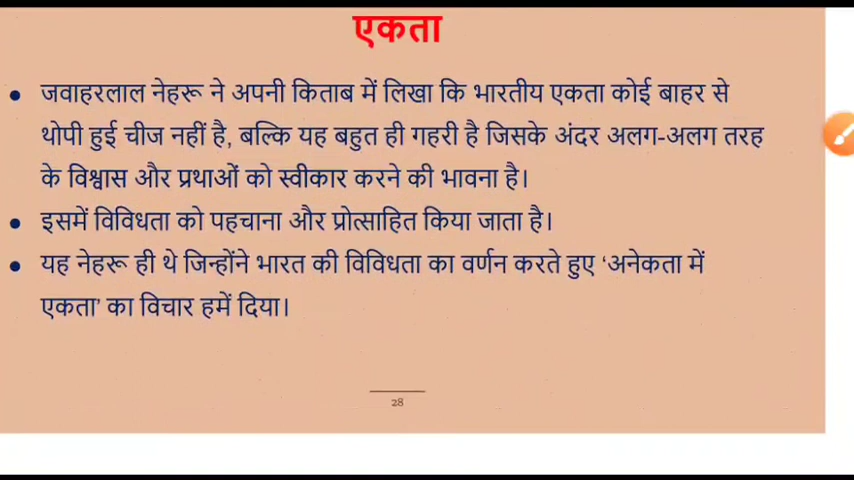 एकता
• जवाहरलाल नेहरू ने अपनी किताब में लिखा कि भारतीय एकता कोई बाहर से
थोपी हुई चीज नहीं है, बल्कि यह बहुत ही गहरी है जिसके अंदर अलग-अलग तरह
के विश्वास और प्रथाओं को स्वीकार करने की भावना है।
• इसमें विविधता को पहचाना और प्रोत्साहित किया जाता है।
• यह नेहरू ही थे जिन्होंने भारत की विविधता का वर्णन करते हुए ‘अनेकता में
एकता’ का विचार हमें दिया।
28